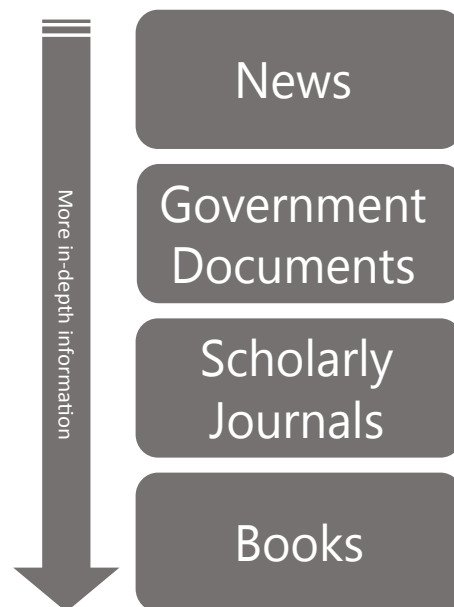 News
Government
Documents
Scholarly
Journals
Books
More in-depth information